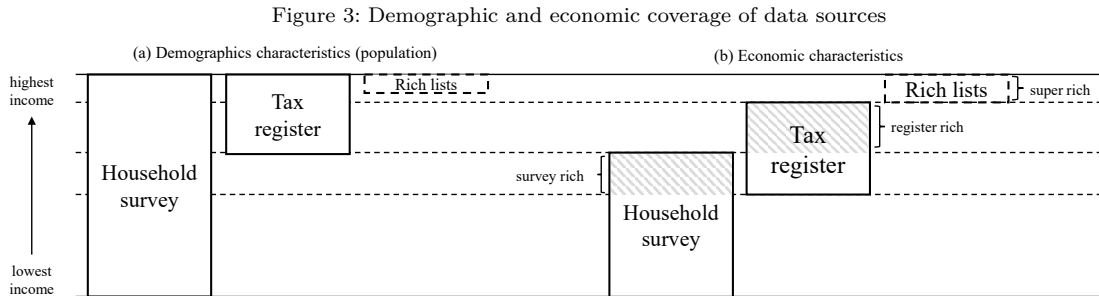 Figure 3: Demographic and economic coverage of data sources
(a) Demographics characteristics (population)
(b) Economic characteristics
highest
income
lowest
income
Household
survey
Tax
register
Rich lists
survey rich
Household
survey
Tax
register
Rich lists
super rich
register rich